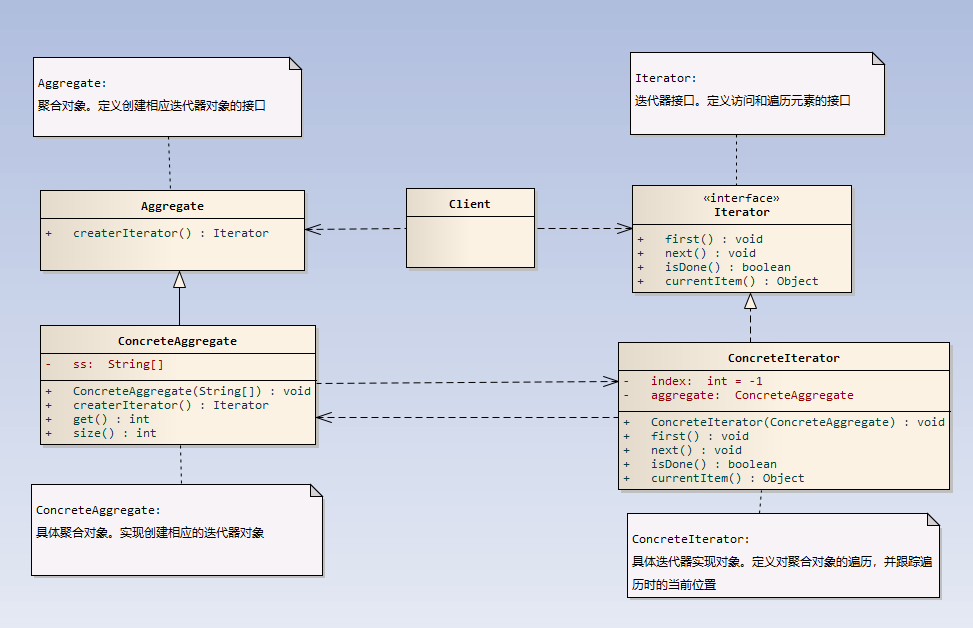 Aggregate:
聚合对象。定义创建相应迭代器对象的接口
Iterator:
迭代器接口。定义访问和遍历元素的接口
Aggregate
+ createrIterator() : Iterator
Client
«interface»
Iterator
+ first() : void
+ next() : void
+ isDone() : boolean
+ currentItem() : Object
ConcreteAggregate
- ss: String[]
+ ConcreteAggregate(String[]) : void
+ createrIterator() : Iterator
+ get() : int
+ size() : int
ConcreteIterator
- index: int = -1
- aggregate: ConcreteAggregate
+ ConcreteIterator(ConcreteAggregate) : void
+ first() : void
+ next() : void
+ isDone() : boolean
+ currentItem() : Object
ConcreteAggregate:
具体聚合对象。实现创建相应的迭代器对象
ConcreteIterator:
具体迭代器实现对象。定义对聚合对象的遍历，并跟踪遍
历时的当前位置